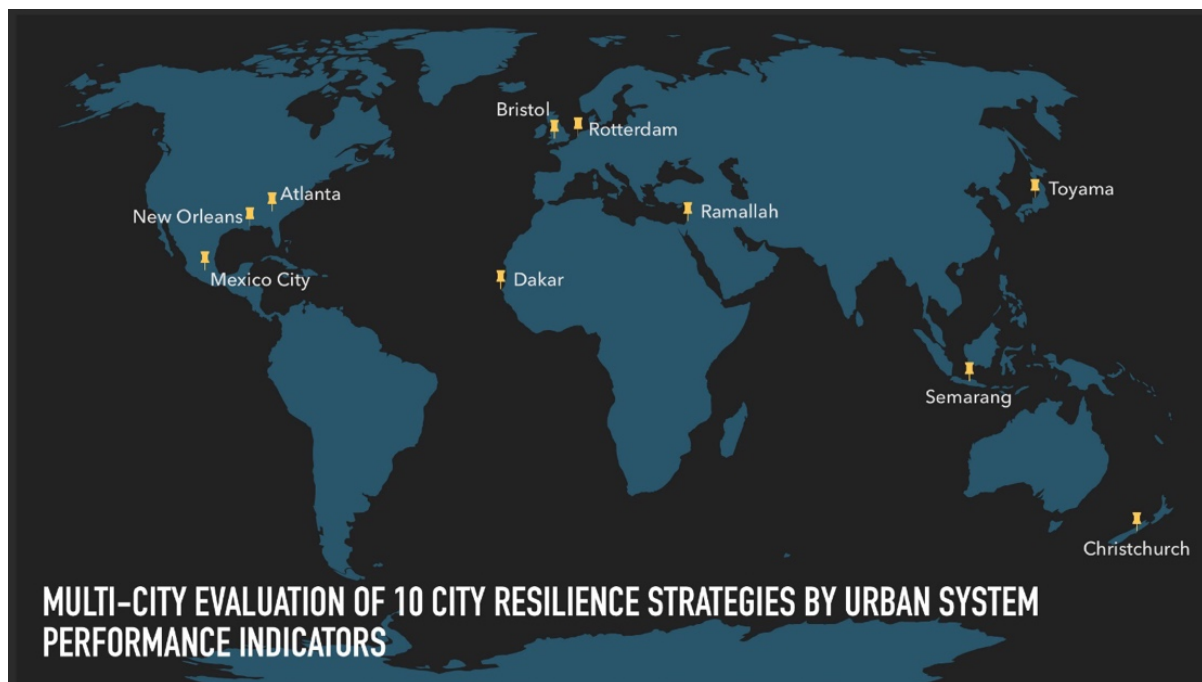 Bristol
Rotterdam
Atlanta
Toyama
New Orleans
Ramallah
Mexico City
Dakar
Semarang
Christchurch
MULTI-CITY EVALUATION OF 10 CITY RESILIENCE STRATEGIES BY URBAN SYSTEM
PERFORMANCE INDICATORS